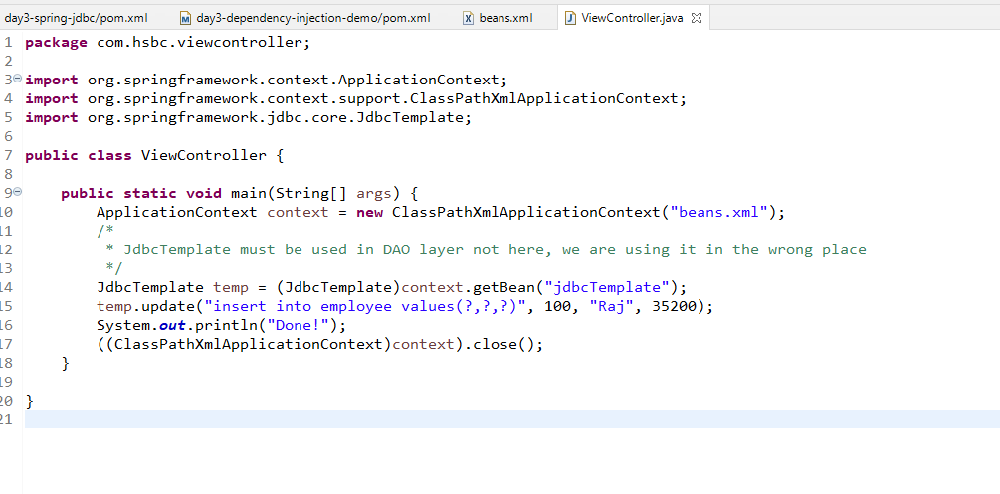 day3-spring-jdbc/pom.xml day3-dependency-injection-demo/pom.xml beans.xml ViewController.java
1 package com.hsbc.viewcontroller;
2
3 import org.springframework.context.ApplicationContext;
4 import org.springframework.context.support.ClassPathXmlApplicationContext;
5 import org.springframework.jdbc.core.JdbcTemplate;
6
7 public class ViewController {
8
9     public static void main(String[] args) {
10         ApplicationContext context = new ClassPathXmlApplicationContext("beans.xml");
11         /*
12          * JdbcTemplate must be used in DAO layer not here, we are using it in the wrong place
13          */
14         JdbcTemplate temp = (JdbcTemplate)context.getBean("jdbcTemplate");
15         temp.update("insert into employee values(?,?,?)", 100, "Raj", 35200);
16         System.out.println("Done!");
17         ((ClassPathXmlApplicationContext)context).close();
18     }
19
20 }
21